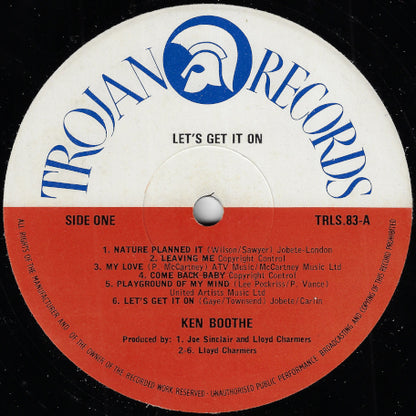 TROJAN RECORDS
LET'S GET IT ON
SIDE ONE
TRLS.83-A
1. NATURE PLANNED IT (Wilson/Sawyer) Jobete-London
2. LEAVING ME Copyright Control
3. MY LOVE (P. McCartney) ATV Music/McCartney Music Ltd
4. COME BACK BABY Copyright Control
5. PLAYGROUND OF MY MIND (Lee Pockriss/P. Vance)
United Artists Music Ltd
6. LET'S GET IT ON (Gaye/Townsend) Jobete/Carlin
KEN BOOTHE
Produced by: 1. Joe Sinclair and Lloyd Charmers
2-6. Lloyd Charmers
ALL RIGHTS OF THE MANUFACTURER AND OF THE OWNER OF THE RECORDED WORK RESERVED · UNAUTHORISED PUBLIC PERFORMANCE, BROADCASTING AND COPYING OF THIS RECORD PROHIBITED